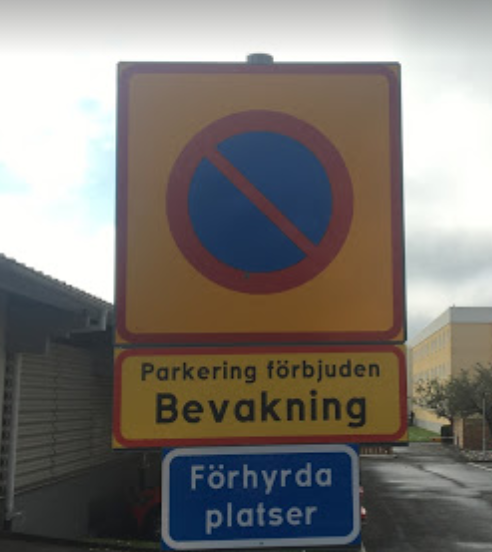 Parkering förbjuden
Bevakning
Förhyrda
platser